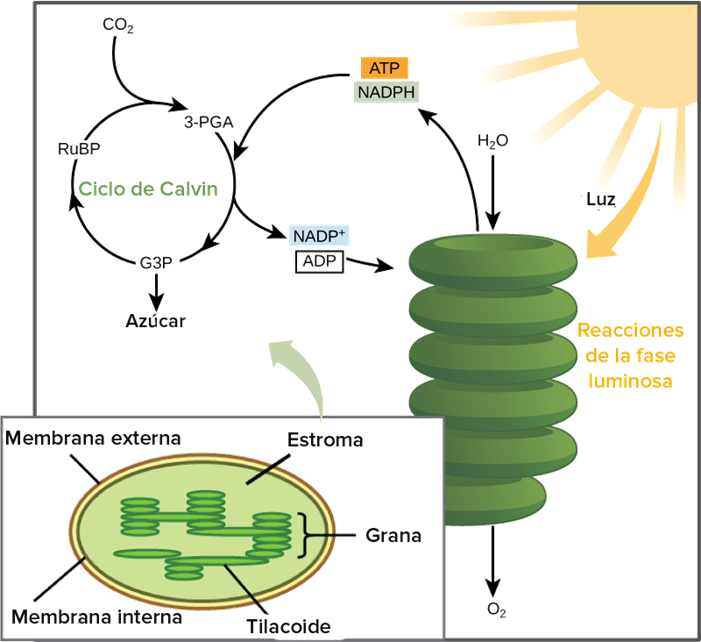 CO₂
ATP
NADPH
3-PGA
H₂O
RuBP
Ciclo de Calvin
Luz
NADP⁺
ADP
G3P
Azúcar
Reacciones
de la fase
luminosa
Membrana externa
Estroma
Grana
Membrana interna
Tilacoide
O₂